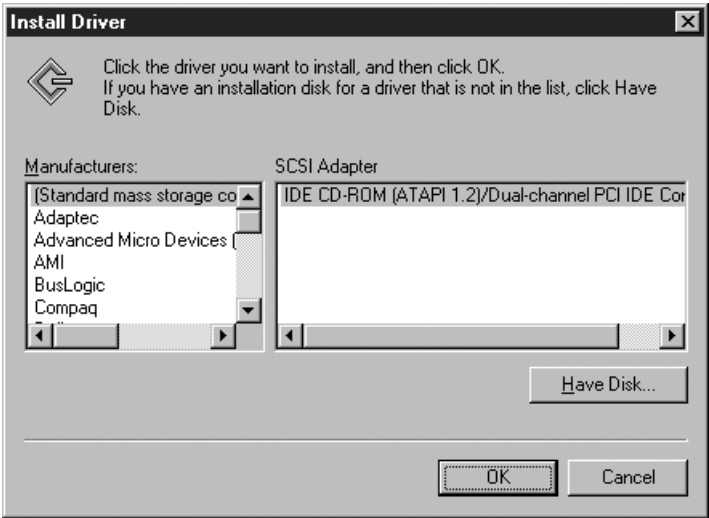 Install Driver
Click the driver you want to install, and then click OK.
If you have an installation disk for a driver that is not in the list, click Have
Disk.
Manufacturers:
SCSI Adapter
(Standard mass storage co
Adaptec
Advanced Micro Devices (
AMI
BusLogic
Compaq
IDE CD-ROM (ATAPI 1.2)/Dual-channel PCI IDE Con
Have Disk...
OK
Cancel